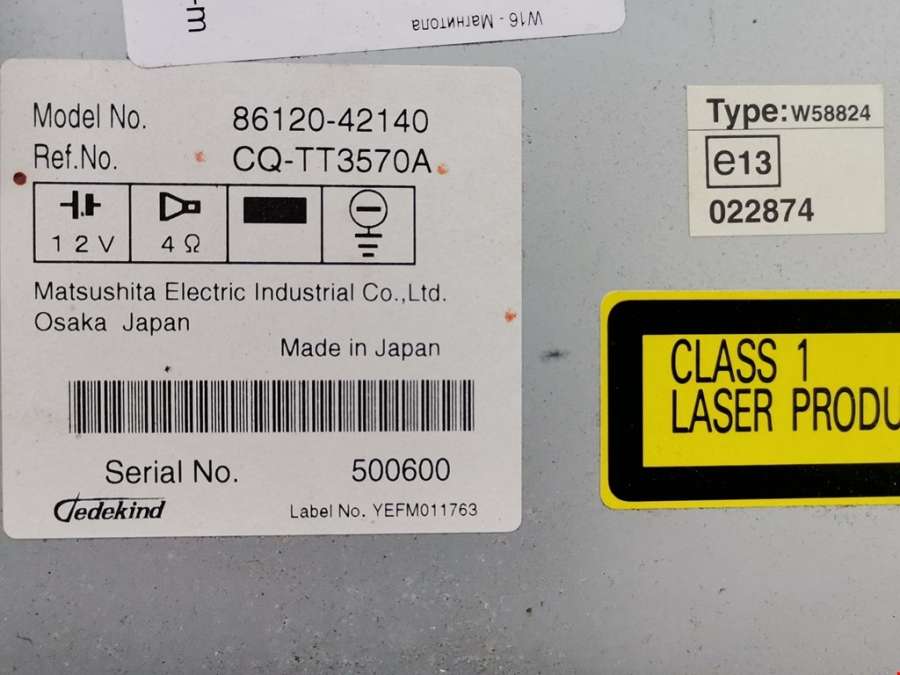 -m
W16 - Магнитола
Model No. 86120-42140
Ref.No. CQ-TT3570A
12V 4Ω
Matsushita Electric Industrial Co.,Ltd.
Osaka Japan
Made in Japan
Serial No. 500600
Jedekind Label No. YEFM011763
Type: W58824
e13
022874
CLASS 1
LASER PRODU